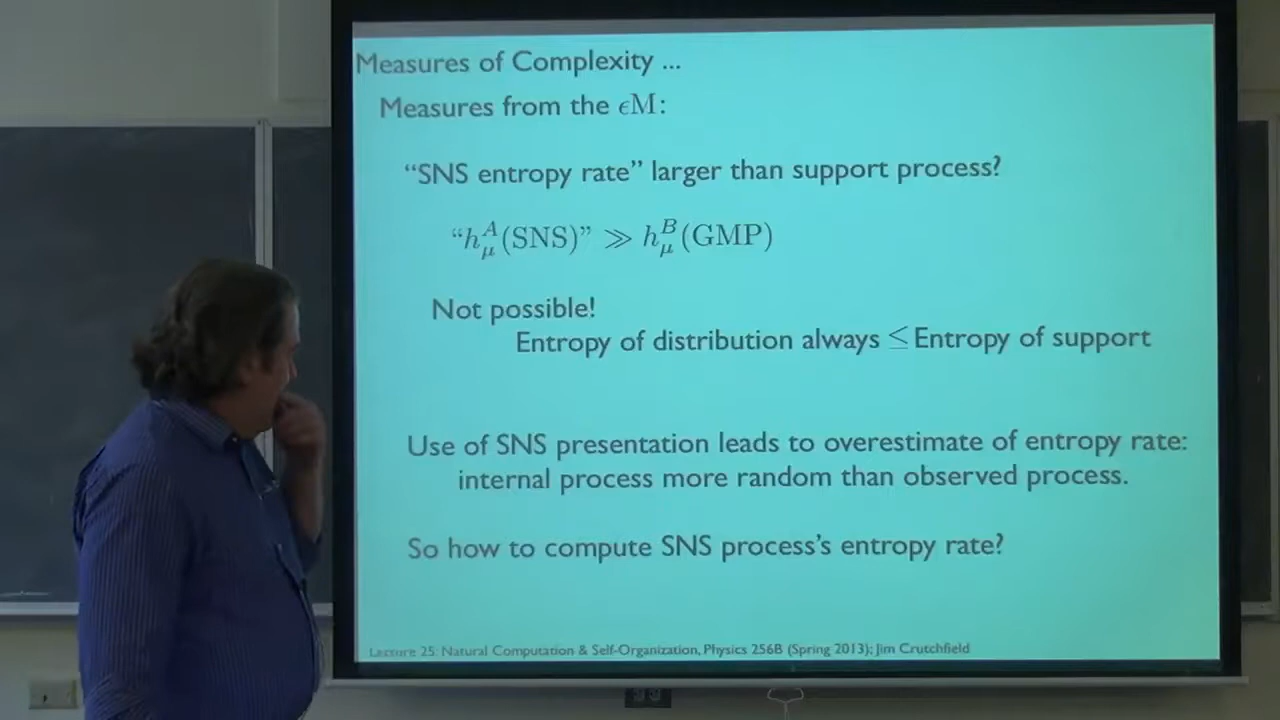 Measures of Complexity ...
Measures from the ϵM:
“SNS entropy rate” larger than support process?
“h_μ^A(SNS)” ≫ h_μ^B(GMP)
Not possible!
Entropy of distribution always ≤ Entropy of support
Use of SNS presentation leads to overestimate of entropy rate:
internal process more random than observed process.
So how to compute SNS process’s entropy rate?
Lecture 25: Natural Computation & Self-Organization, Physics 256B (Spring 2013); Jim Crutchfield